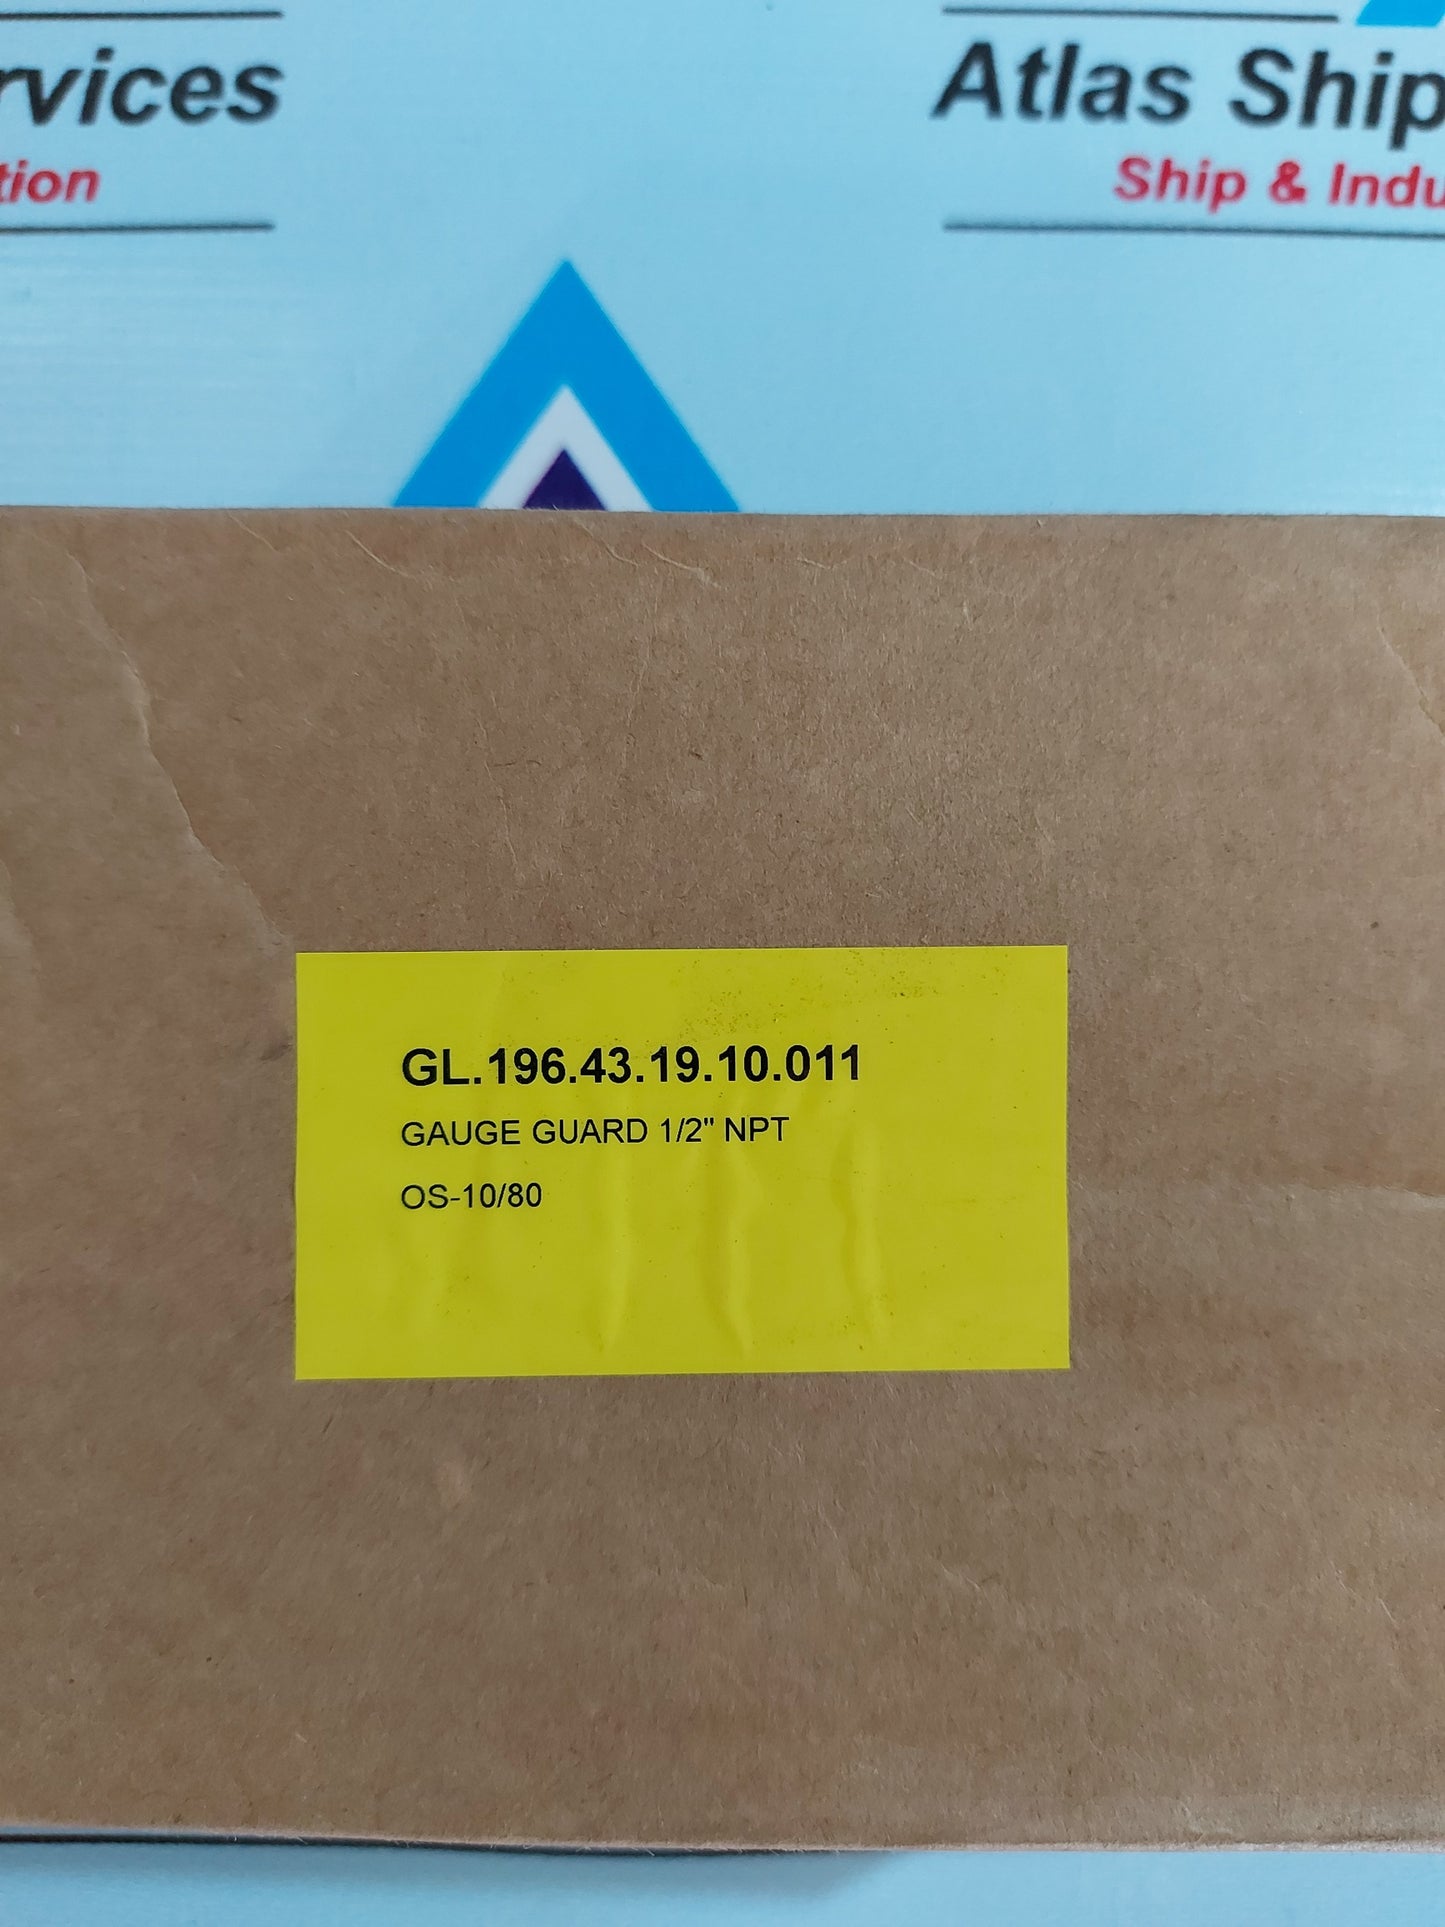 rvices
tion
Atlas Ship
Ship & Indu
GL.196.43.19.10.011
GAUGE GUARD 1/2" NPT
OS-10/80